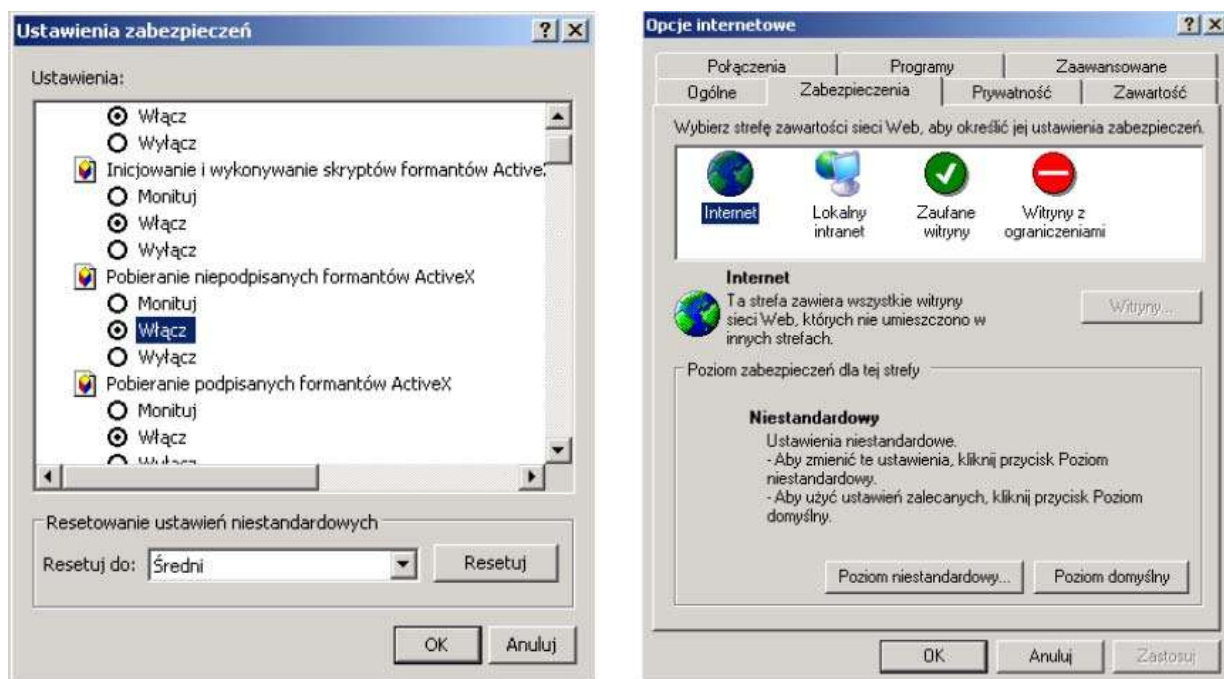 Ustawienia zabezpieczeń
Ustawienia:
Włącz
Wyłącz
Inicjowanie i wykonywanie skryptów formantów Active
Monituj
Włącz
Wyłącz
Pobieranie niepodpisanych formantów ActiveX
Monituj
Włącz
Wyłącz
Pobieranie podpisanych formantów ActiveX
Monituj
Włącz
Resetowanie ustawień niestandardowych
Resetuj do: Średni Resetuj
OK Anuluj
Opcje internetowe
Połączenia Programy Zaawansowane
Ogólne Zabezpieczenia Prywatność Zawartość
Wybierz strefę zawartości sieci Web, aby określić jej ustawienia zabezpieczeń.
Internet Lokalny Zaufane Witryny z
intranet witryny ograniczeniami
Internet
Ta strefa zawiera wszystkie witryny
sieci Web, których nie umieszczono w
innych strefach.
Witryny...
Poziom zabezpieczeń dla tej strefy
Niestandardowy
Ustawienia niestandardowe.
- Aby zmienić te ustawienia, kliknij przycisk Poziom
niestandardowy.
- Aby użyć ustawień zalecanych, kliknij przycisk Poziom
domyślny.
Poziom niestandardowy... Poziom domyślny
OK Anuluj Zastosuj